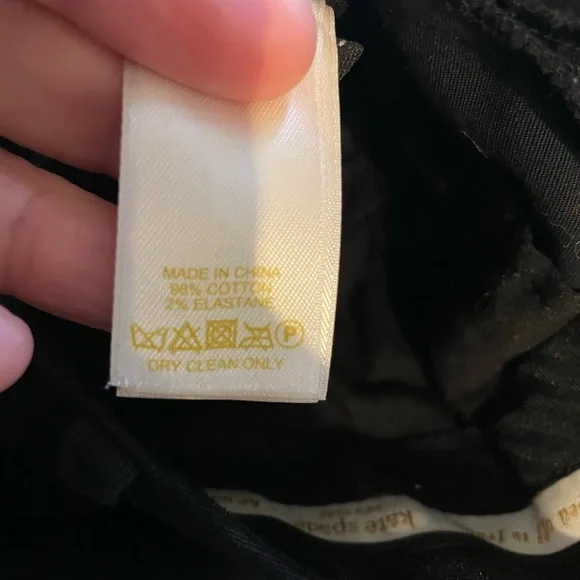 MADE IN CHINA
98% COTTON
2% ELASTANE
P
DRY CLEAN ONLY
kate spade